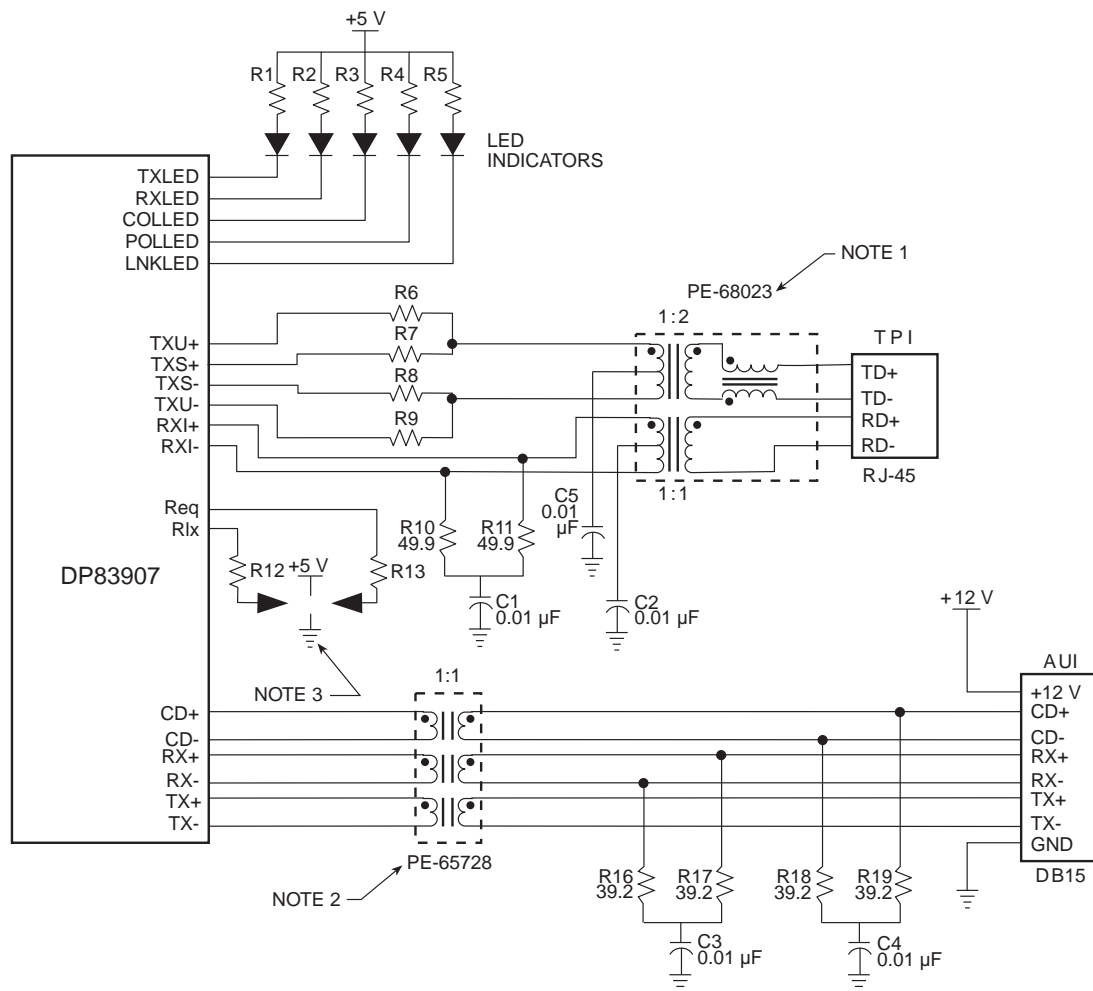 +5 V
R1 R2 R3 R4 R5
LED
INDICATORS
TXLED
RXLED
COLLED
POLLED
LNKLED
NOTE 1
PE-68023
R6
1:2
TPI
TXU+
R7
TXS+
TD+
TXS-
R8
TD-
TXU-
R9
RD+
RXI+
RD-
RXI-
RJ-45
1:1
C5
0.01
µF
Req
RIx
R10
49.9
R11
49.9
R12
+5 V
R13
DP83907
C1
0.01 µF
C2
0.01 µF
+12 V
NOTE 3
1:1
AUI
+12 V
CD+
CD+
CD-
CD-
RX+
RX+
RX-
RX-
TX+
TX+
TX-
TX-
GND
PE-65728
DB15
NOTE 2
R16
39.2
R17
39.2
R18
39.2
R19
39.2
C3
0.01 µF
C4
0.01 µF